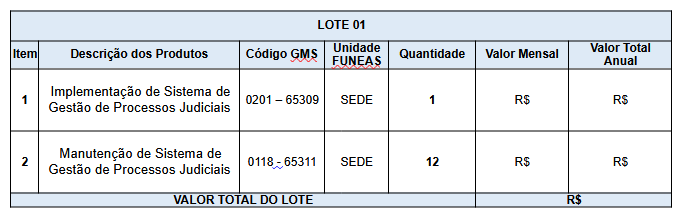 LOTE 01
Item Descrição dos Produtos Código GMS Unidade FUNEAS Quantidade Valor Mensal Valor Total Anual
1 Implementação de Sistema de Gestão de Processos Judiciais 0201 – 65309 SEDE 1 R$ R$
2 Manutenção de Sistema de Gestão de Processos Judiciais 0118 - 65311 SEDE 12 R$ R$
VALOR TOTAL DO LOTE R$